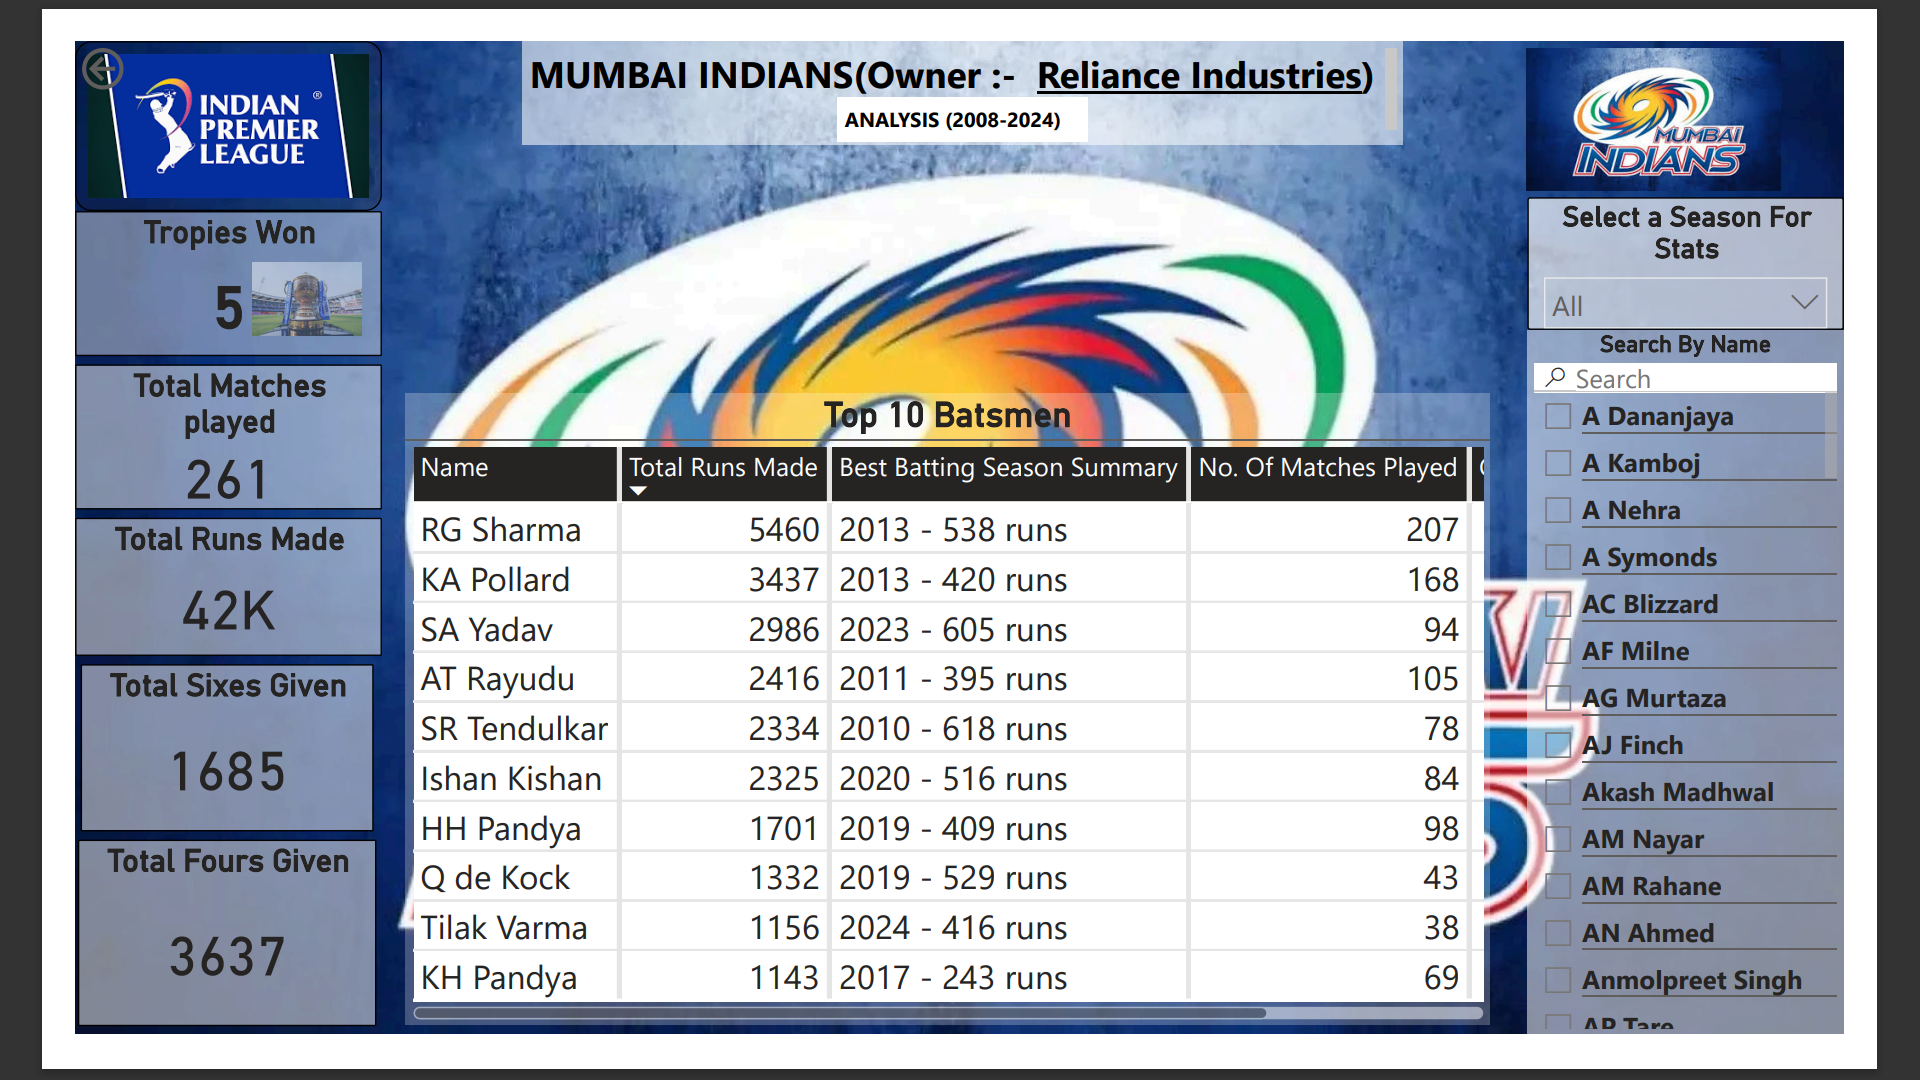 INDIAN ®
PREMIER
LEAGUE
MUMBAI INDIANS(Owner :- Reliance Industries)
ANALYSIS (2008-2024)
MUMBAI
INDIANS
Tropies Won
5
Total Matches
played
261
Total Runs Made
42K
Total Sixes Given
1685
Total Fours Given
3637
Top 10 Batsmen
Name Total Runs Made Best Batting Season Summary No. Of Matches Played
RG Sharma 5460 2013 - 538 runs 207
KA Pollard 3437 2013 - 420 runs 168
SA Yadav 2986 2023 - 605 runs 94
AT Rayudu 2416 2011 - 395 runs 105
SR Tendulkar 2334 2010 - 618 runs 78
Ishan Kishan 2325 2020 - 516 runs 84
HH Pandya 1701 2019 - 409 runs 98
Q de Kock 1332 2019 - 529 runs 43
Tilak Varma 1156 2024 - 416 runs 38
KH Pandya 1143 2017 - 243 runs 69
Select a Season For
Stats
All
Search By Name
Search
A Dananjaya
A Kamboj
A Nehra
A Symonds
AC Blizzard
AF Milne
AG Murtaza
AJ Finch
Akash Madhwal
AM Nayar
AM Rahane
AN Ahmed
Anmolpreet Singh
AP Tare